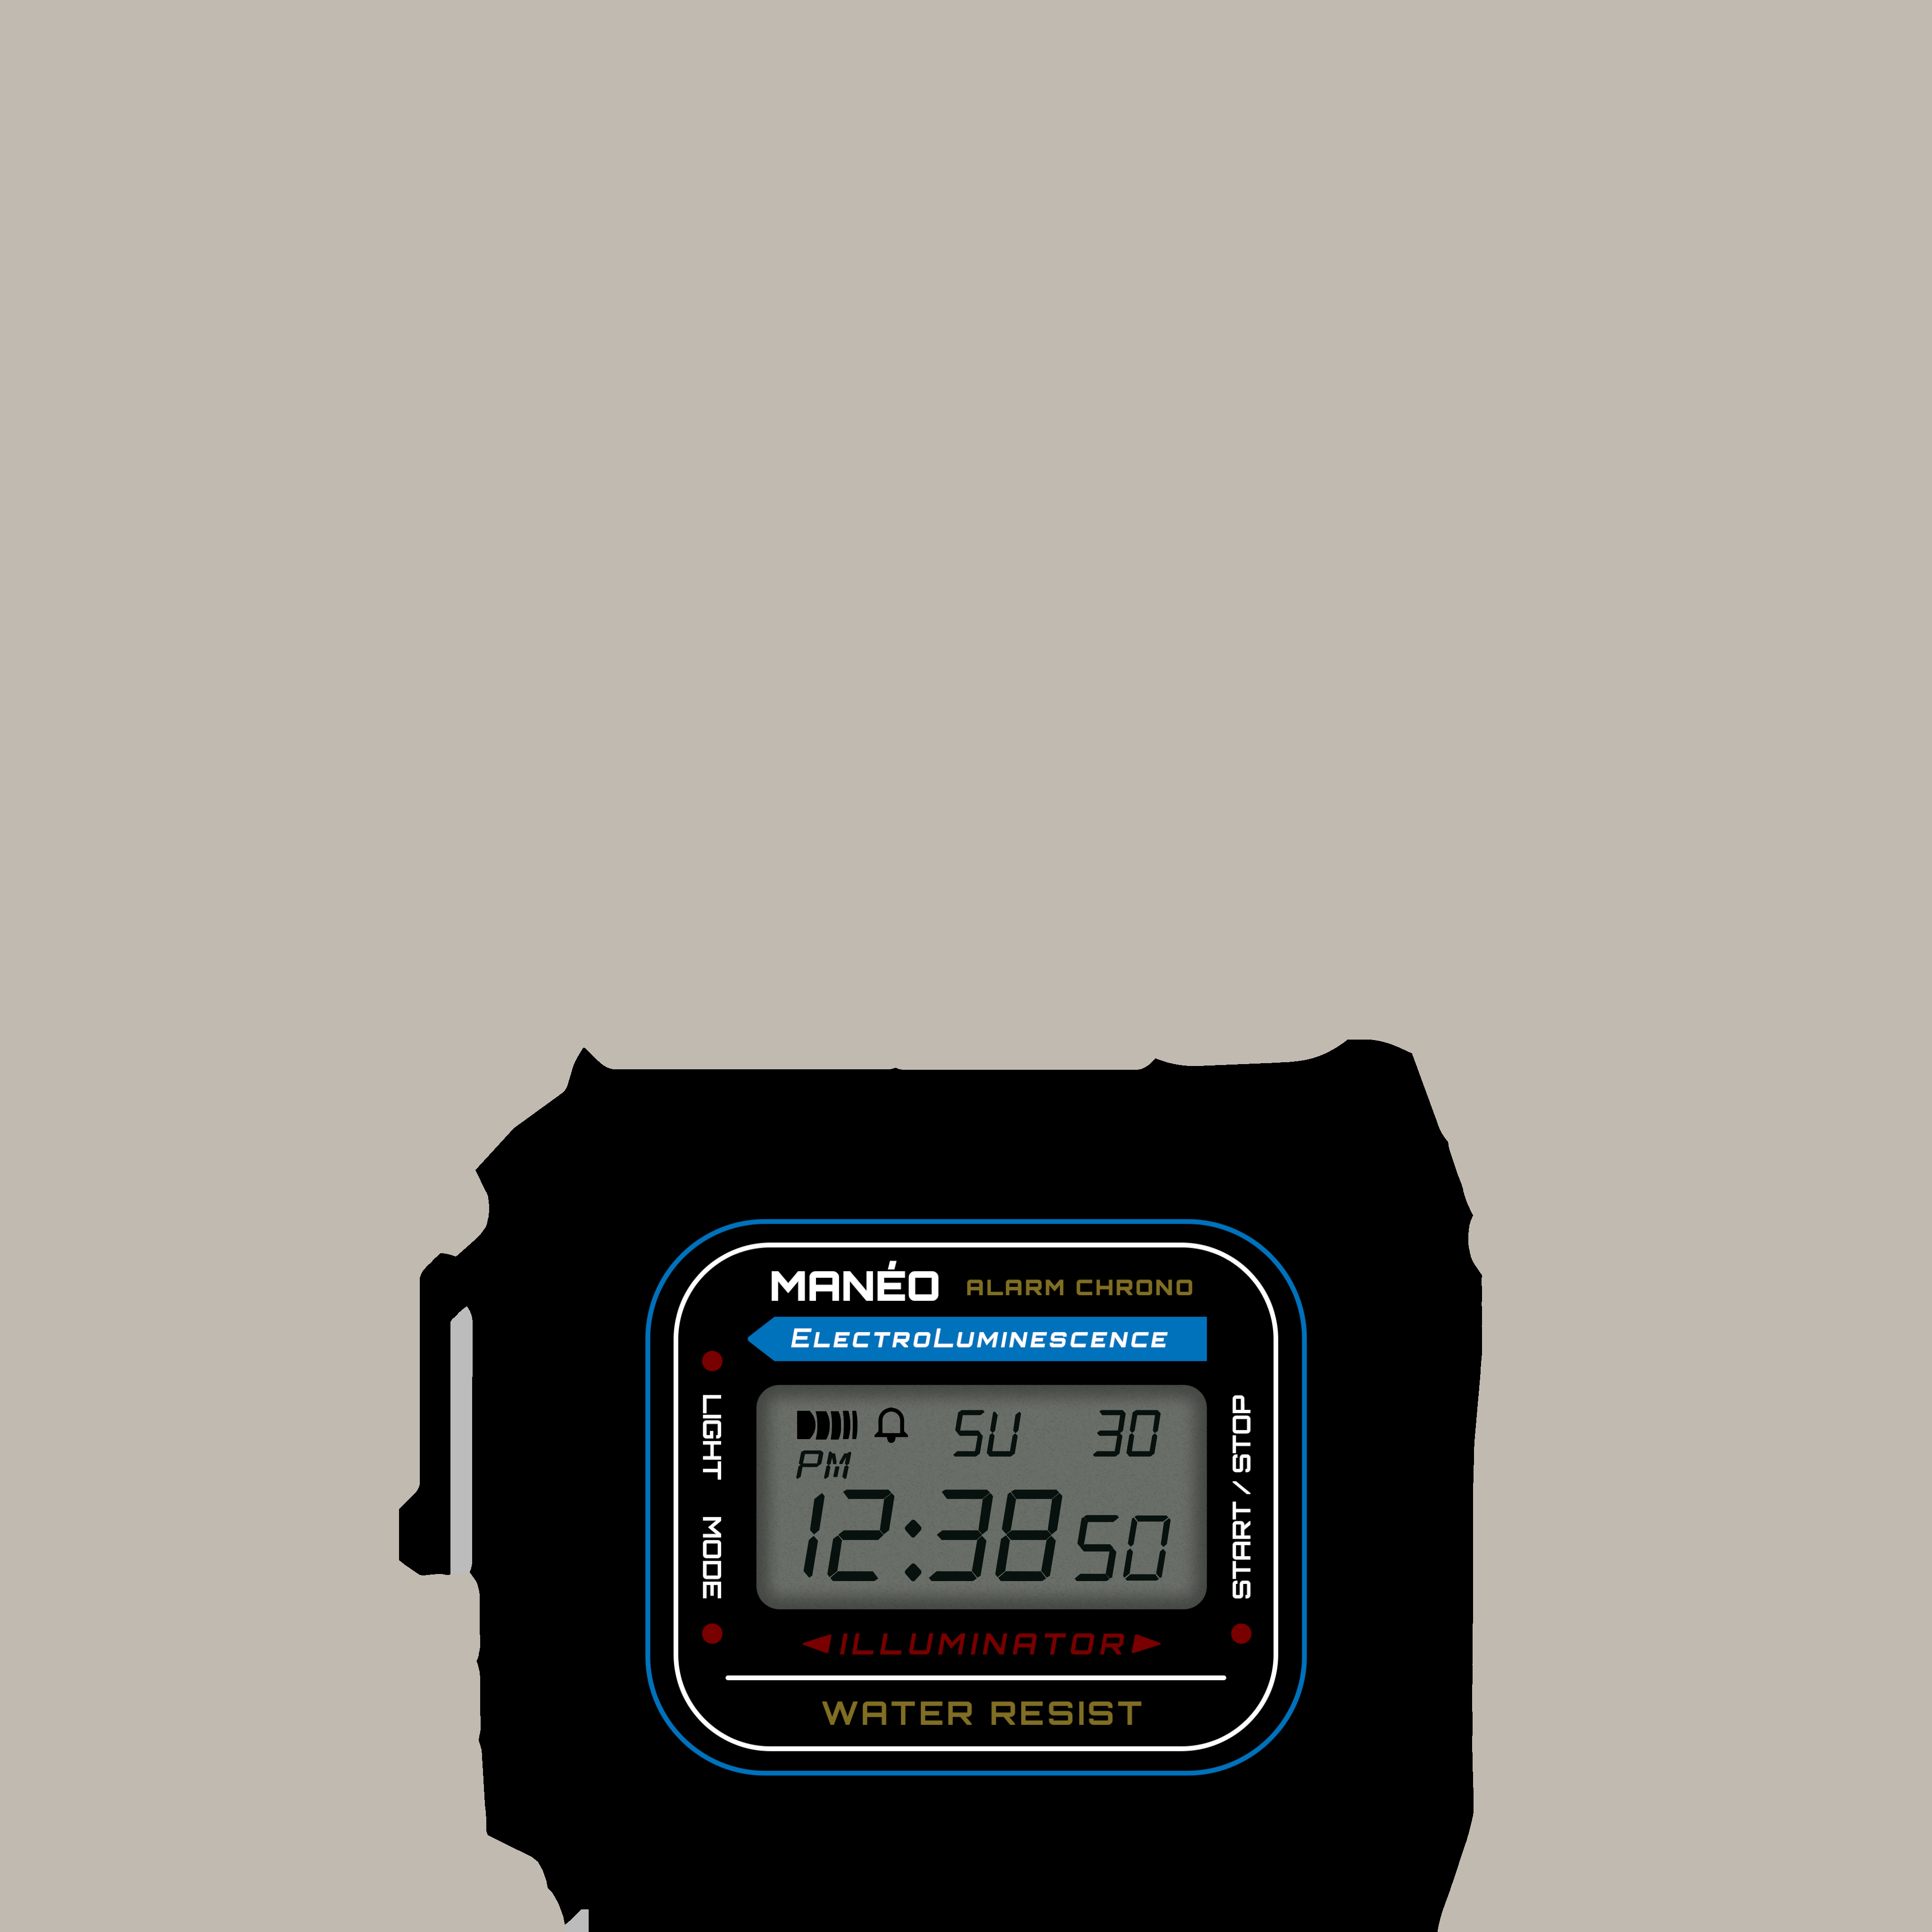 MANÉO ALARM CHRONO
ELECTROLUMINESCENCE
LIGHT
MODE
SU 30
PM
12:38 50
START / STOP
ILLUMINATOR
WATER RESIST